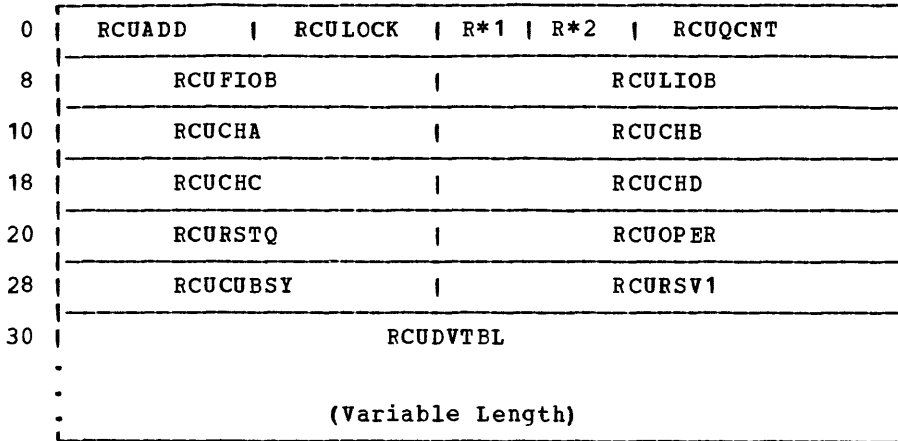 0 | RCUADD | RCULOCK | R*1 | R*2 | RCUQCNT
8 | RCUFIOB | RCULIOB
10 | RCUCHA | RCUCHB
18 | RCUCHC | RCUCHD
20 | RCURSTQ | RCUOPER
28 | RCUCUBSY | RCURSV1
30 | RCUDVTBL
(Variable Length)